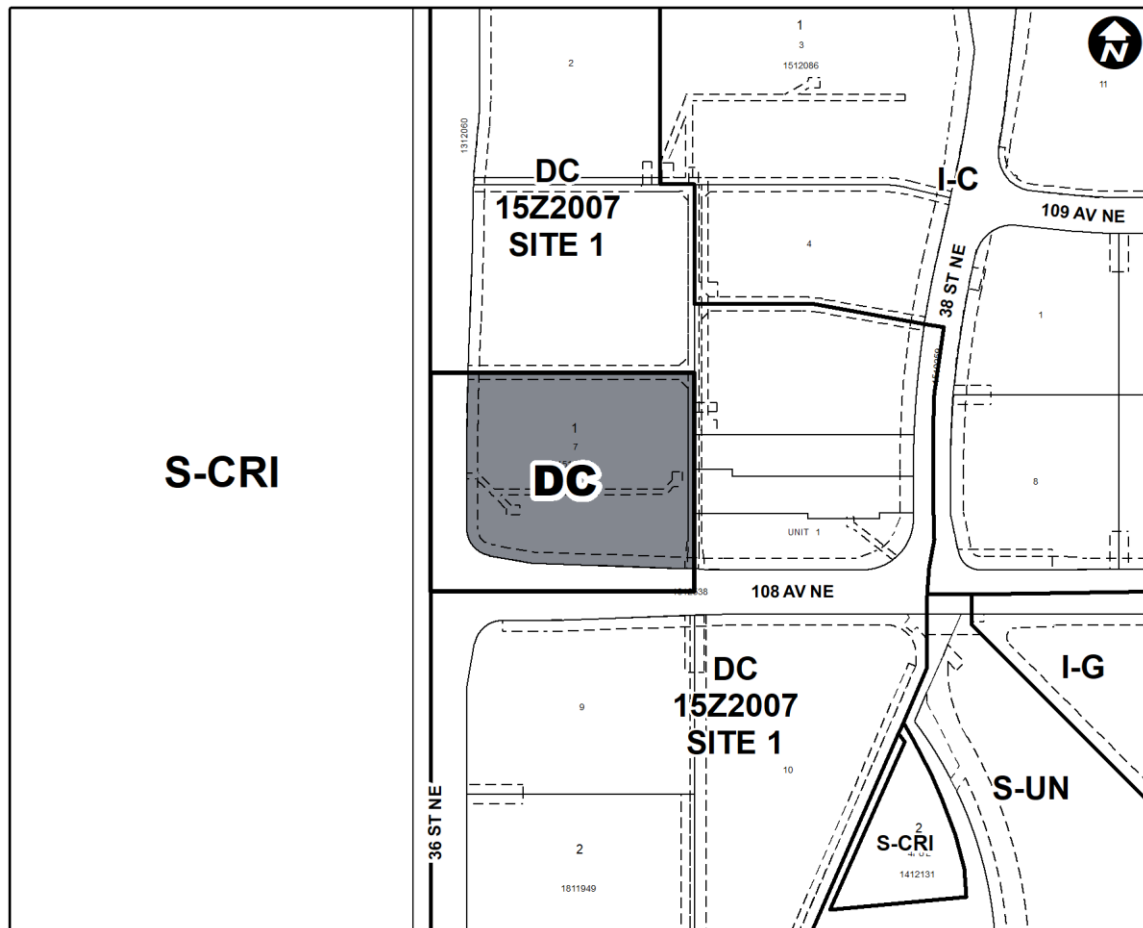 N
1
3
1512086
2
11
1312060
DC
15Z2007
SITE 1
I-C
109 AV NE
4
38 ST NE
1
1
7
DC
S-CRI
8
UNIT 1
108 AV NE
DC
15Z2007
SITE 1
I-G
9
10
S-UN
36 ST NE
2
1811949
2
S-CRI
1412131